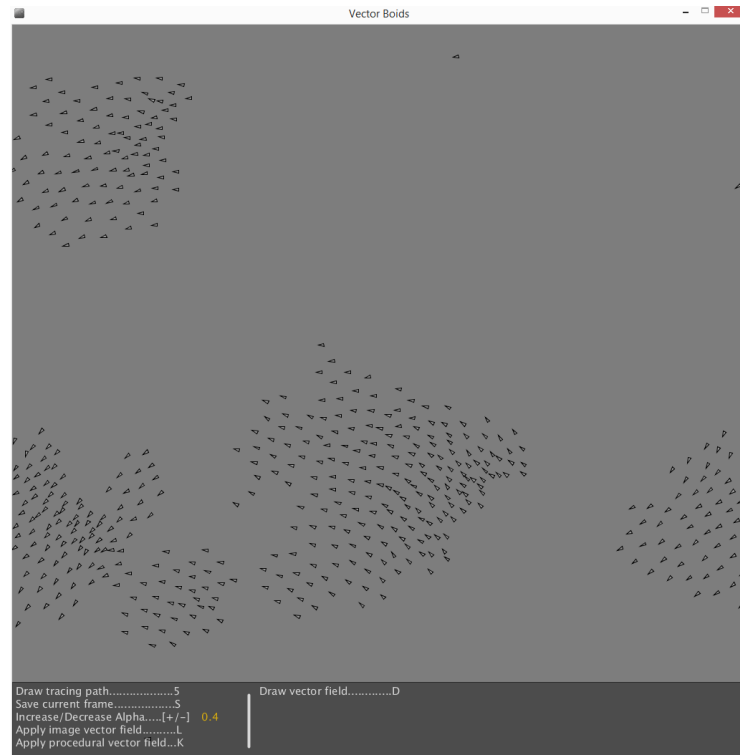 Vector Boids
Draw tracing path...................5
Save current frame..................S
Increase/Decrease Alpha.....[+/-] 0.4
Apply image vector field..........L
Apply procedural vector field...K
Draw vector field.............D